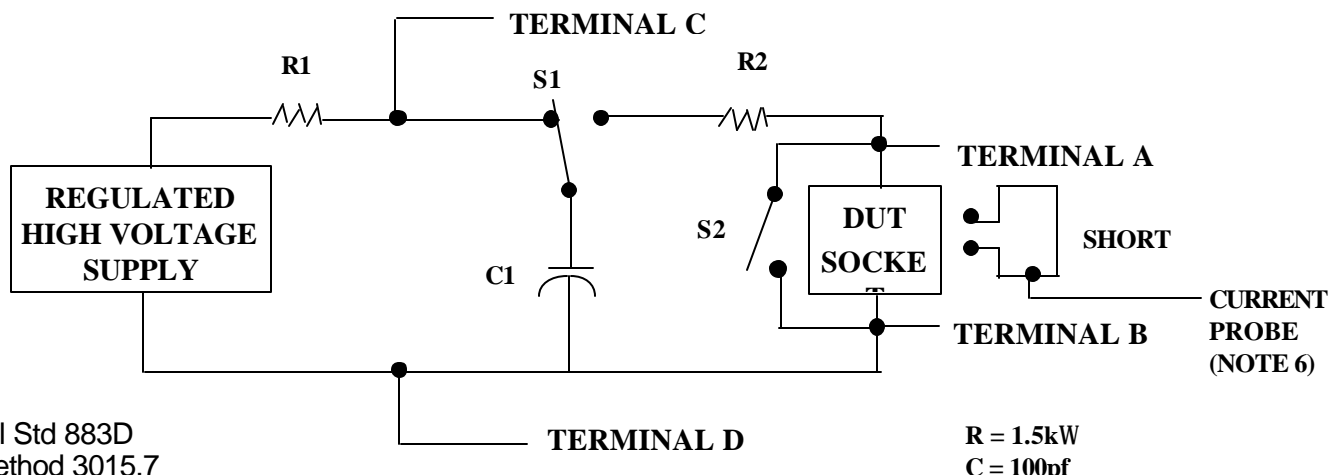 TERMINAL C
R1
S1
R2
TERMINAL A
REGULATED
HIGH VOLTAGE
SUPPLY
S2
DUT
SOCKE
SHORT
C1
CURRENT
PROBE
(NOTE 6)
TERMINAL B
l Std 883D
TERMINAL D
R = 1.5kW
ethod 3015.7
C = 100pf